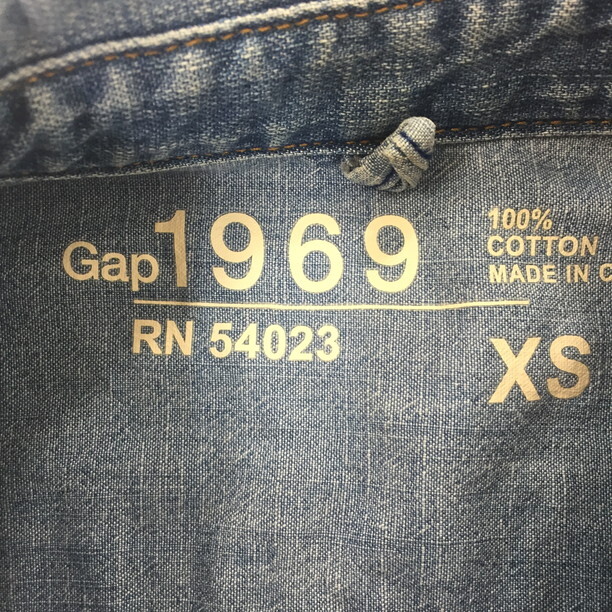 Gap 1969
RN 54023
100%
COTTON
MADE IN
XS